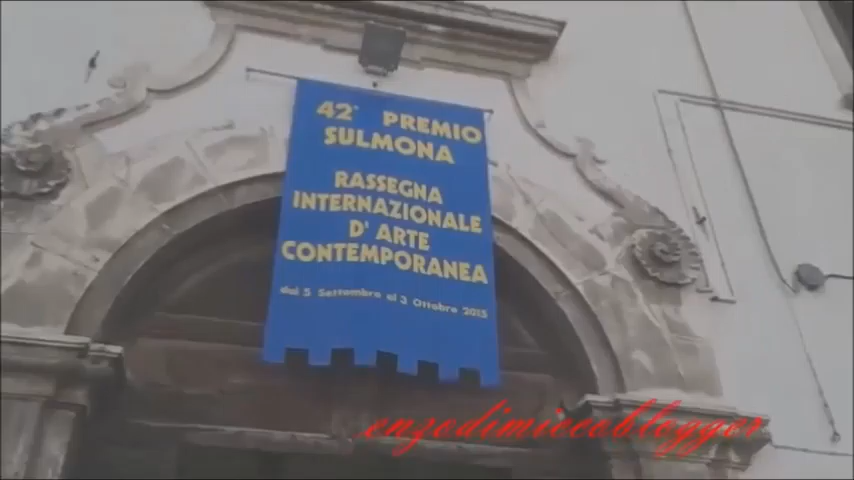 42° PREMIO
SULMONA
RASSEGNA
INTERNAZIONALE
D' ARTE
CONTEMPORANEA
dal 5 Settembre al 3 Ottobre 2015
enzodimiccoblogger